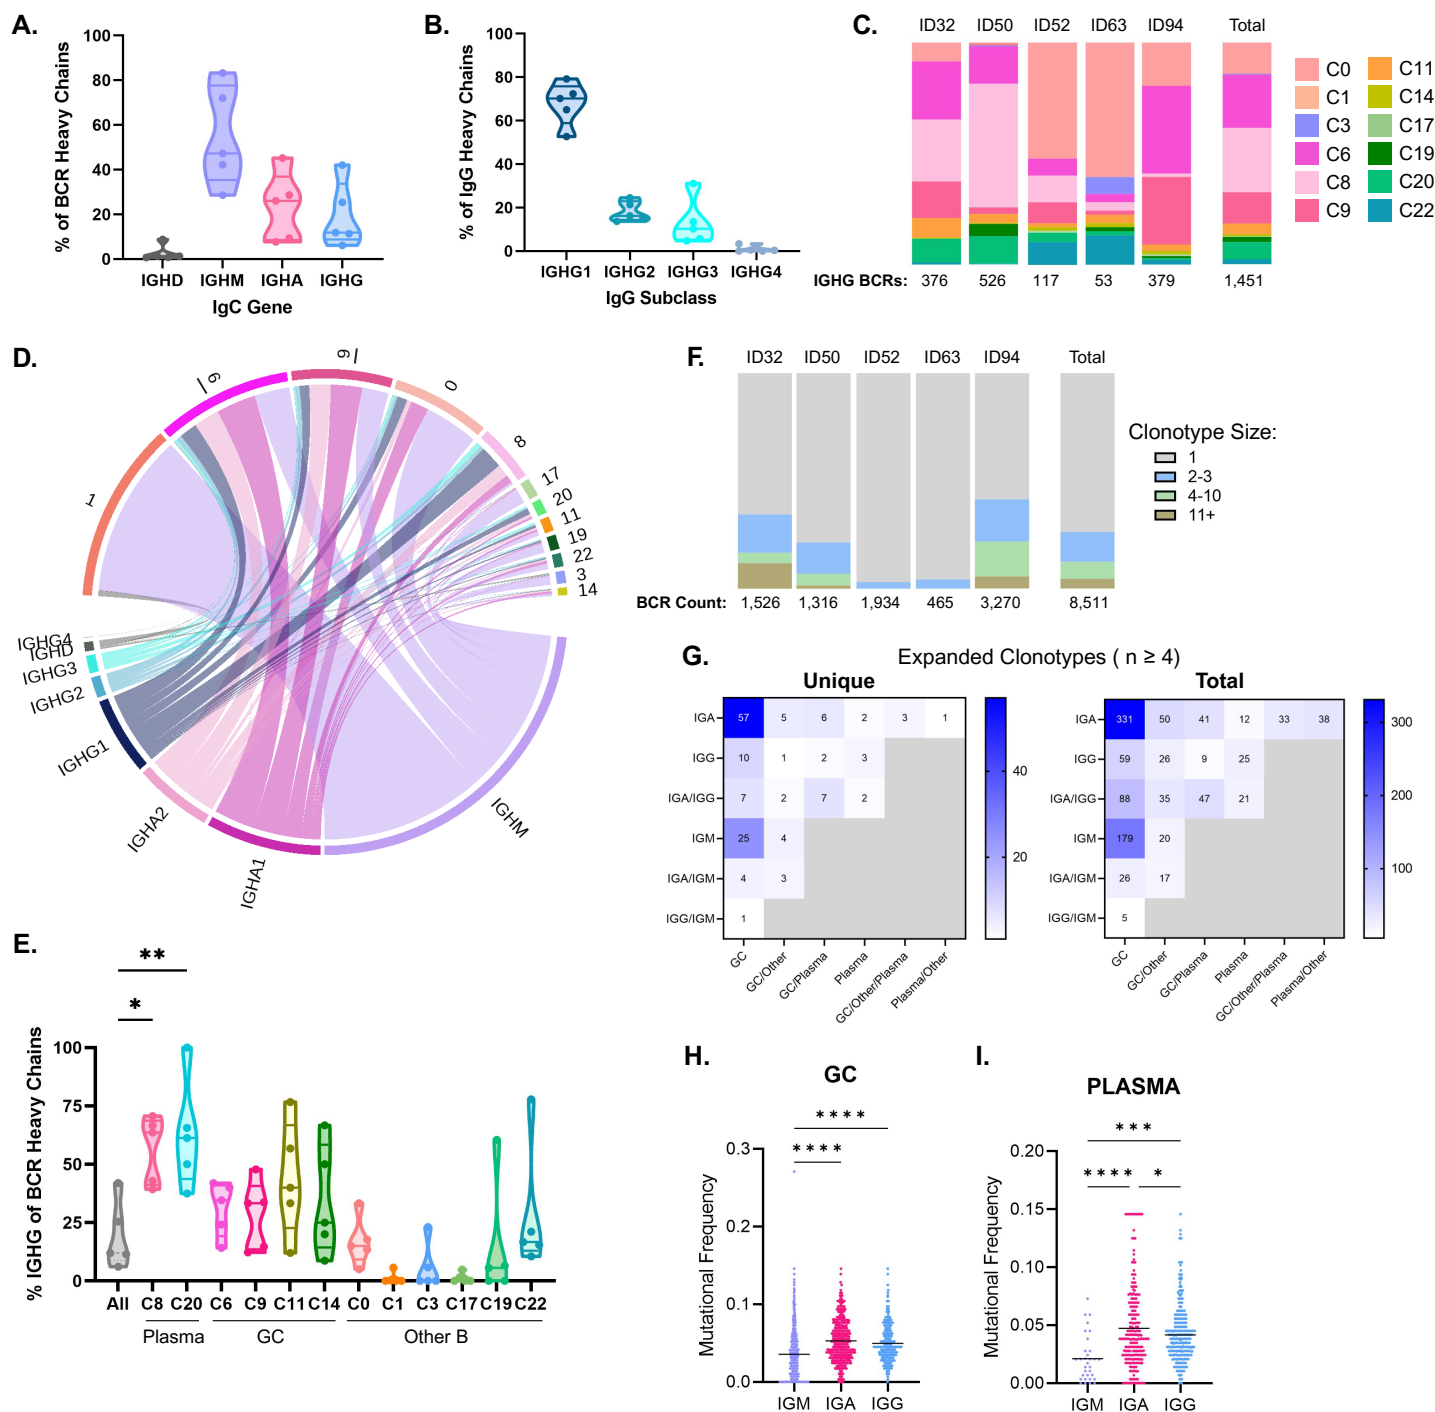 A.
% of BCR Heavy Chains
100
80
60
40
20
0
IGHD IGHM IGHA IGHG
IgC Gene
B.
% of IgG Heavy Chains
100
80
60
40
20
0
IGHG1 IGHG2 IGHG3 IGHG4
IgG Subclass
C.
ID32 ID50 ID52 ID63 ID94 Total
IGHG BCRs: 376 526 117 53 379 1,451
C0 C11
C1 C14
C3 C17
C6 C19
C8 C20
C9 C22
D.
1
6
9
0
8
17
20
11
19
22
3
14
IGHG4
IGHD
IGHG3
IGHG2
IGHG1
IGHA2
IGHA1
IGHM
F.
ID32 ID50 ID52 ID63 ID94 Total
BCR Count: 1,526 1,316 1,934 465 3,270 8,511
Clonotype Size:
1
2-3
4-10
11+
G.
Expanded Clonotypes ( n ≥ 4)
Unique
IGA 57 5 6 2 3 1
IGG 10 1 2 3
IGA/IGG 7 2 7 2
IGM 25 4
IGA/IGM 4 3
IGG/IGM 1
GC GC/Other GC/Plasma Plasma GC/Other/Plasma Plasma/Other
40
20
Total
IGA 331 50 41 12 33 38
IGG 59 26 9 25
IGA/IGG 88 35 47 21
IGM 179 20
IGA/IGM 26 17
IGG/IGM 5
GC GC/Other GC/Plasma Plasma GC/Other/Plasma Plasma/Other
300
200
100
E.
% IGHG of BCR Heavy Chains
**
*
100
75
50
25
0
All C8 C20 C6 C9 C11 C14 C0 C1 C3 C17 C19 C22
Plasma GC Other B
H.
GC
Mutational Frequency
****
****
0.3
0.2
0.1
0.0
IGM IGA IGG
I.
PLASMA
Mutational Frequency
***
**** *
0.20
0.15
0.10
0.05
0.00
IGM IGA IGG